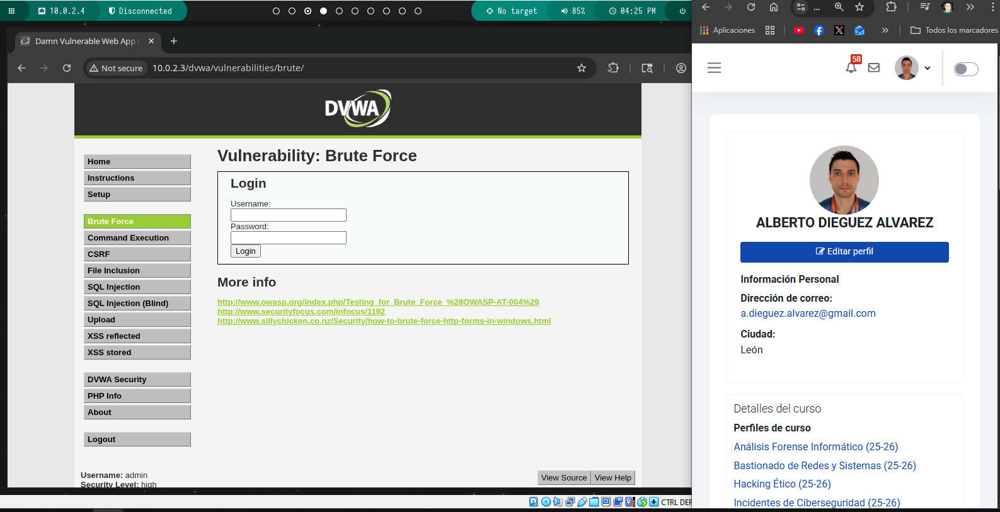 10.0.2.4
Disconnected
No target
85%
04:25 PM
Damn Vulnerable Web App (
Not secure
10.0.2.3/dvwa/vulnerabilities/brute/
DVWA
Home
Instructions
Setup
Brute Force
Command Execution
CSRF
File Inclusion
SQL Injection
SQL Injection (Blind)
Upload
XSS reflected
XSS stored
DVWA Security
PHP Info
About
Logout
Vulnerability: Brute Force
Login
Username:
Password:
Login
More info
http://www.owasp.org/index.php/Testing_for_Brute_Force_%28OWASP-AT-004%29
http://www.securityfocus.com/infocus/1192
http://www.sillychicken.co.nz/Security/how-to-brute-force-http-forms-in-windows.html
Username: admin
Security Level: high
View Source
View Help
CTRL DER
...
Aplicaciones
Todos los marcadores
58
ALBERTO DIEGUEZ ALVAREZ
Editar perfil
Información Personal
Dirección de correo:
a.dieguez.alvarez@gmail.com
Ciudad:
León
Detalles del curso
Perfiles de curso
Análisis Forense Informático (25-26)
Bastionado de Redes y Sistemas (25-26)
Hacking Ético (25-26)
Incidentes de Ciberseguridad (25-26)